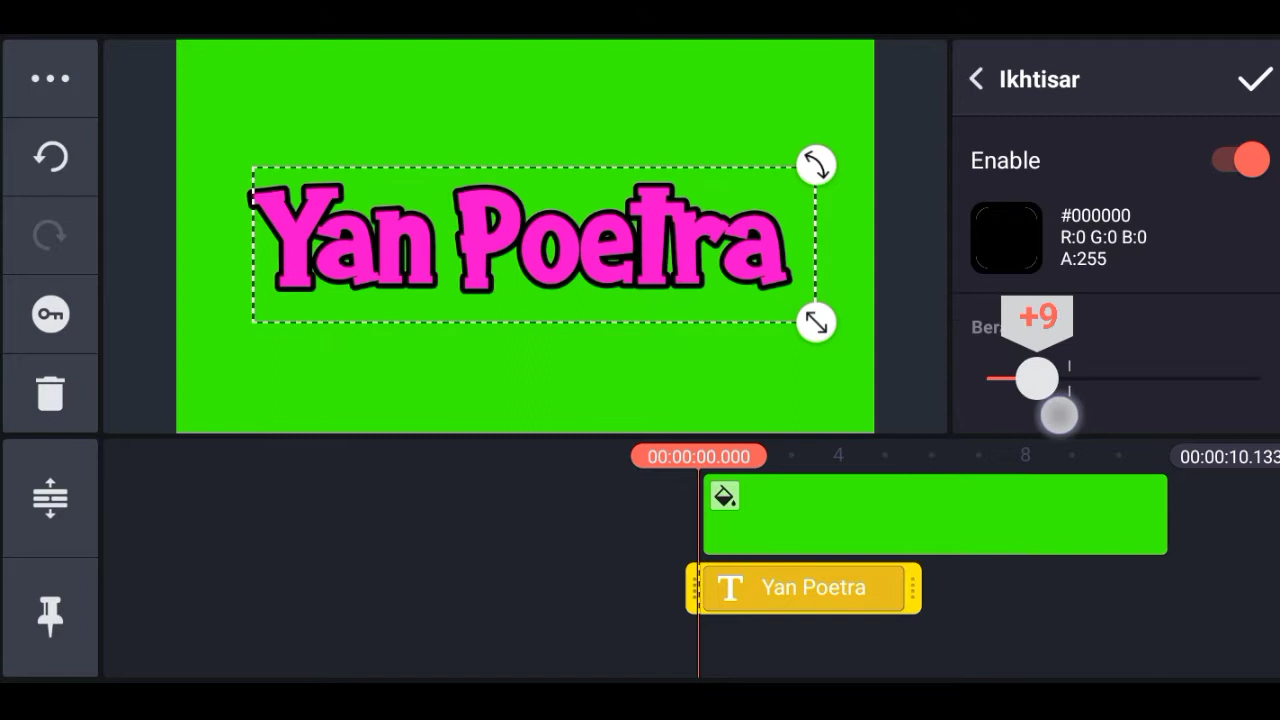 Ikhtisar
Enable
Yan Poetra
#000000
R:0 G:0 B:0
A:255
+9
00:00:00.000
4
8
00:00:10.133
T Yan Poetra